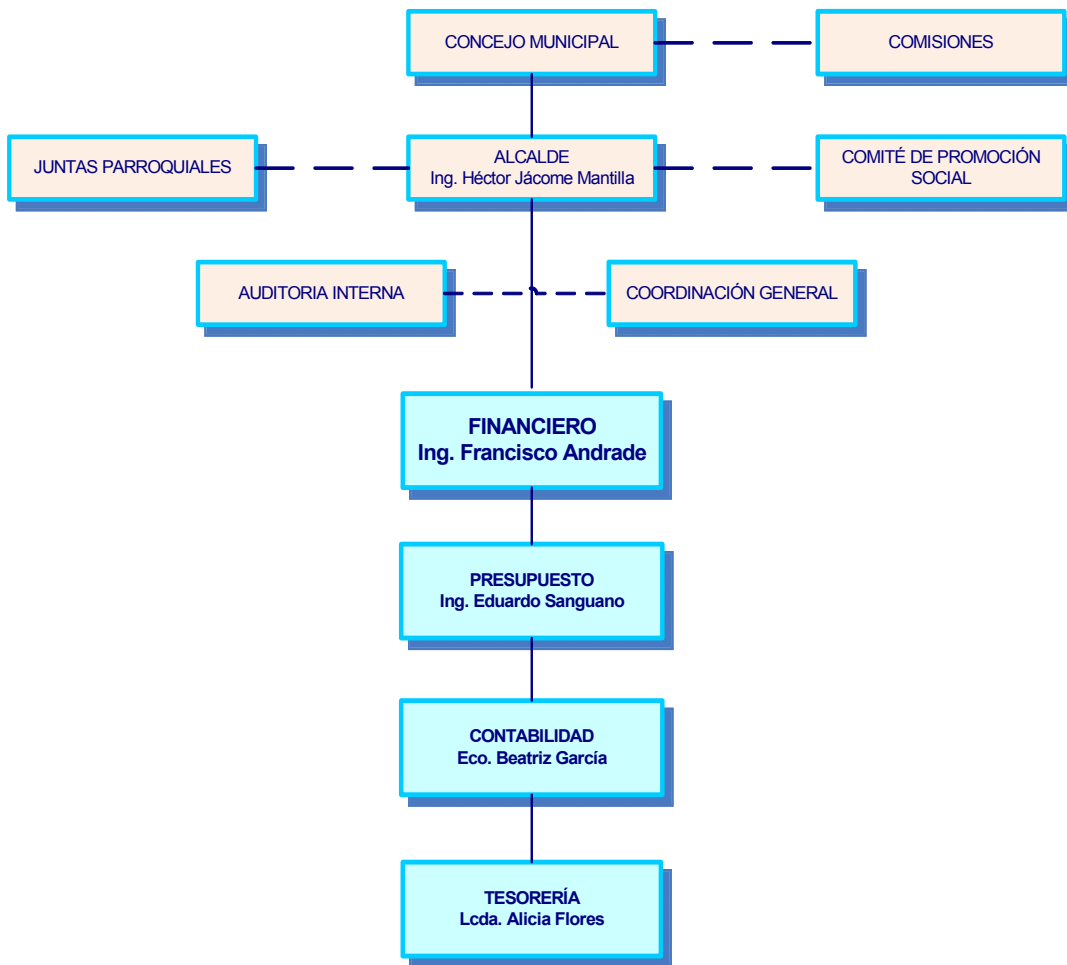 CONCEJO MUNICIPAL
COMISIONES
JUNTAS PARROQUIALES
ALCALDE
Ing. Héctor Jácome Mantilla
COMITÉ DE PROMOCIÓN
SOCIAL
AUDITORIA INTERNA
COORDINACIÓN GENERAL
FINANCIERO
Ing. Francisco Andrade
PRESUPUESTO
Ing. Eduardo Sanguano
CONTABILIDAD
Eco. Beatriz García
TESORERÍA
Lcda. Alicia Flores